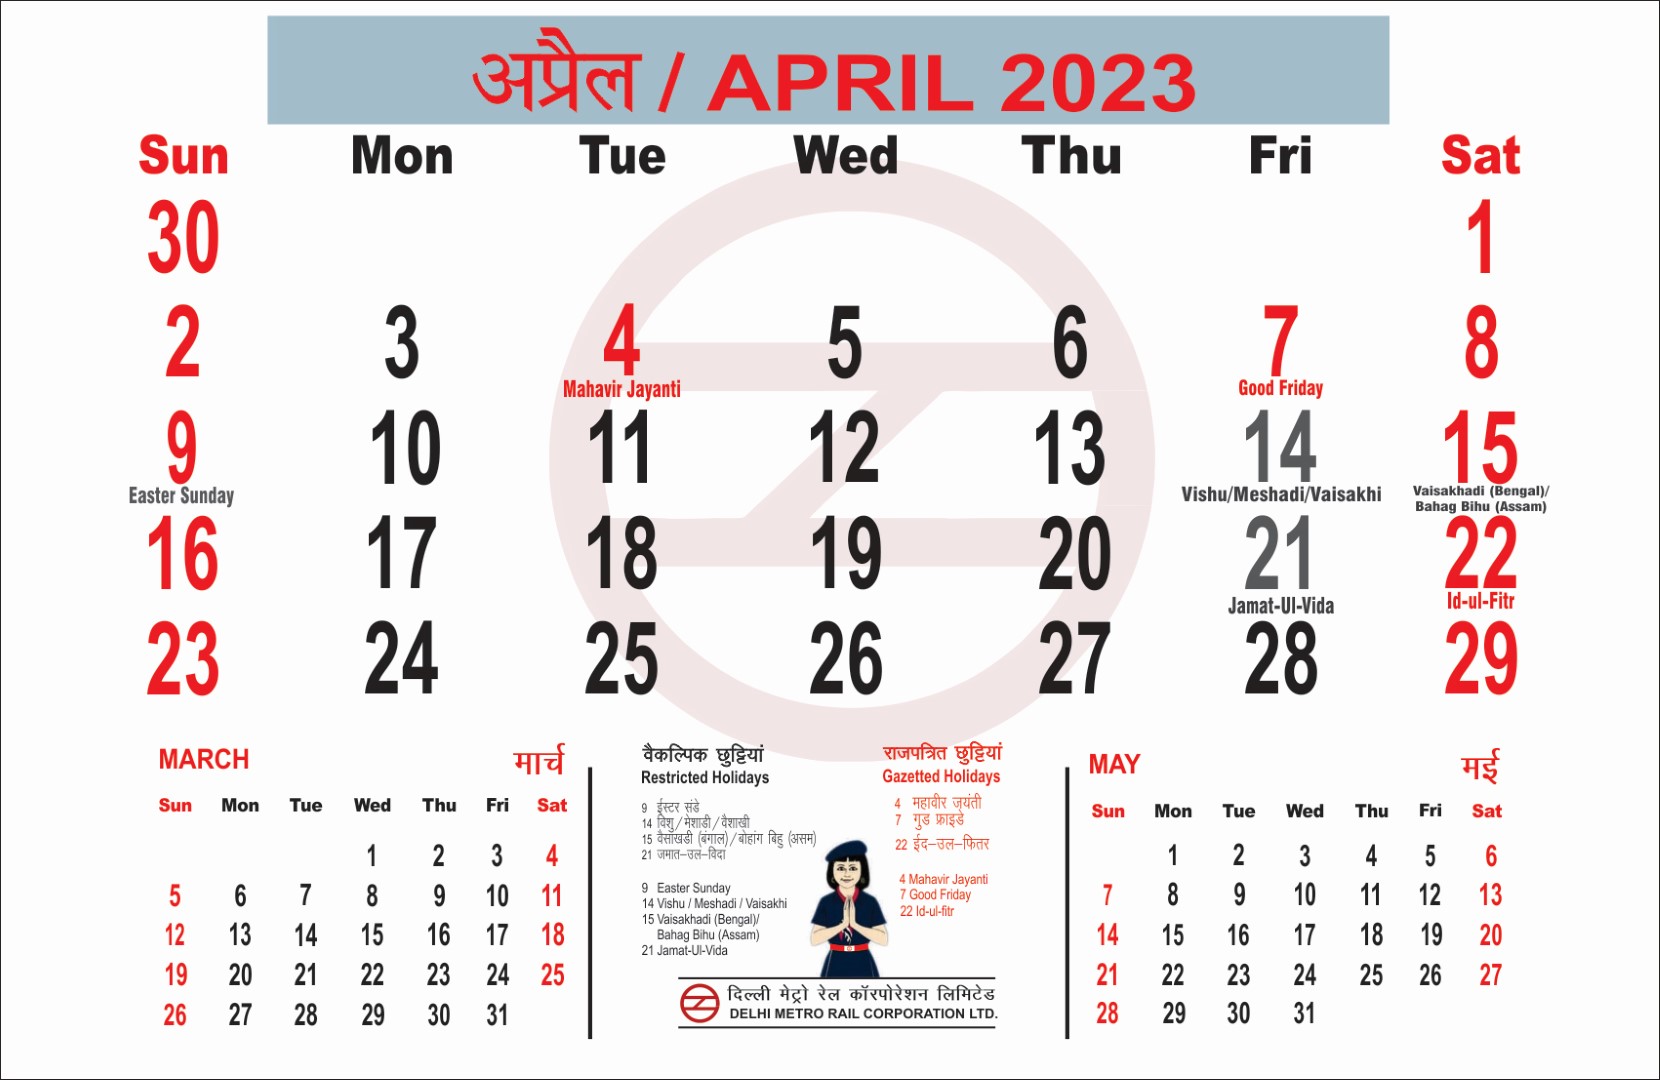 अप्रैल / APRIL 2023
Sun Mon Tue Wed Thu Fri Sat
30 1
2 3 4 5 6 7 8
Mahavir Jayanti Good Friday
9 10 11 12 13 14 15
Easter Sunday Vishu/Meshadi/Vaisakhi Vaisakhadi (Bengal)/
Bahag Bihu (Assam)
16 17 18 19 20 21 22
Jamat-Ul-Vida Id-ul-Fitr
23 24 25 26 27 28 29
MARCH मार्च
Sun Mon Tue Wed Thu Fri Sat
1 2 3 4
5 6 7 8 9 10 11
12 13 14 15 16 17 18
19 20 21 22 23 24 25
26 27 28 29 30 31
वैकल्पिक छुट्टियां
Restricted Holidays
9 ईस्टर संडे
14 विशु / मेशाडी / वैशाखी
15 वैसाखडी (बंगाल) / बोहांग बिहु (असम)
21 जमात–उल–विदा
9 Easter Sunday
14 Vishu / Meshadi / Vaisakhi
15 Vaisakhadi (Bengal)/
Bahag Bihu (Assam)
21 Jamat-Ul-Vida
राजपत्रित छुट्टियां
Gazetted Holidays
4 महावीर जयंती
7 गुड फ्राइडे
22 ईद–उल–फितर
4 Mahavir Jayanti
7 Good Friday
22 Id-ul-fitr
दिल्ली मेट्रो रेल कॉरपोरेशन लिमिटेड
DELHI METRO RAIL CORPORATION LTD.
MAY मई
Sun Mon Tue Wed Thu Fri Sat
1 2 3 4 5 6
7 8 9 10 11 12 13
14 15 16 17 18 19 20
21 22 23 24 25 26 27
28 29 30 31